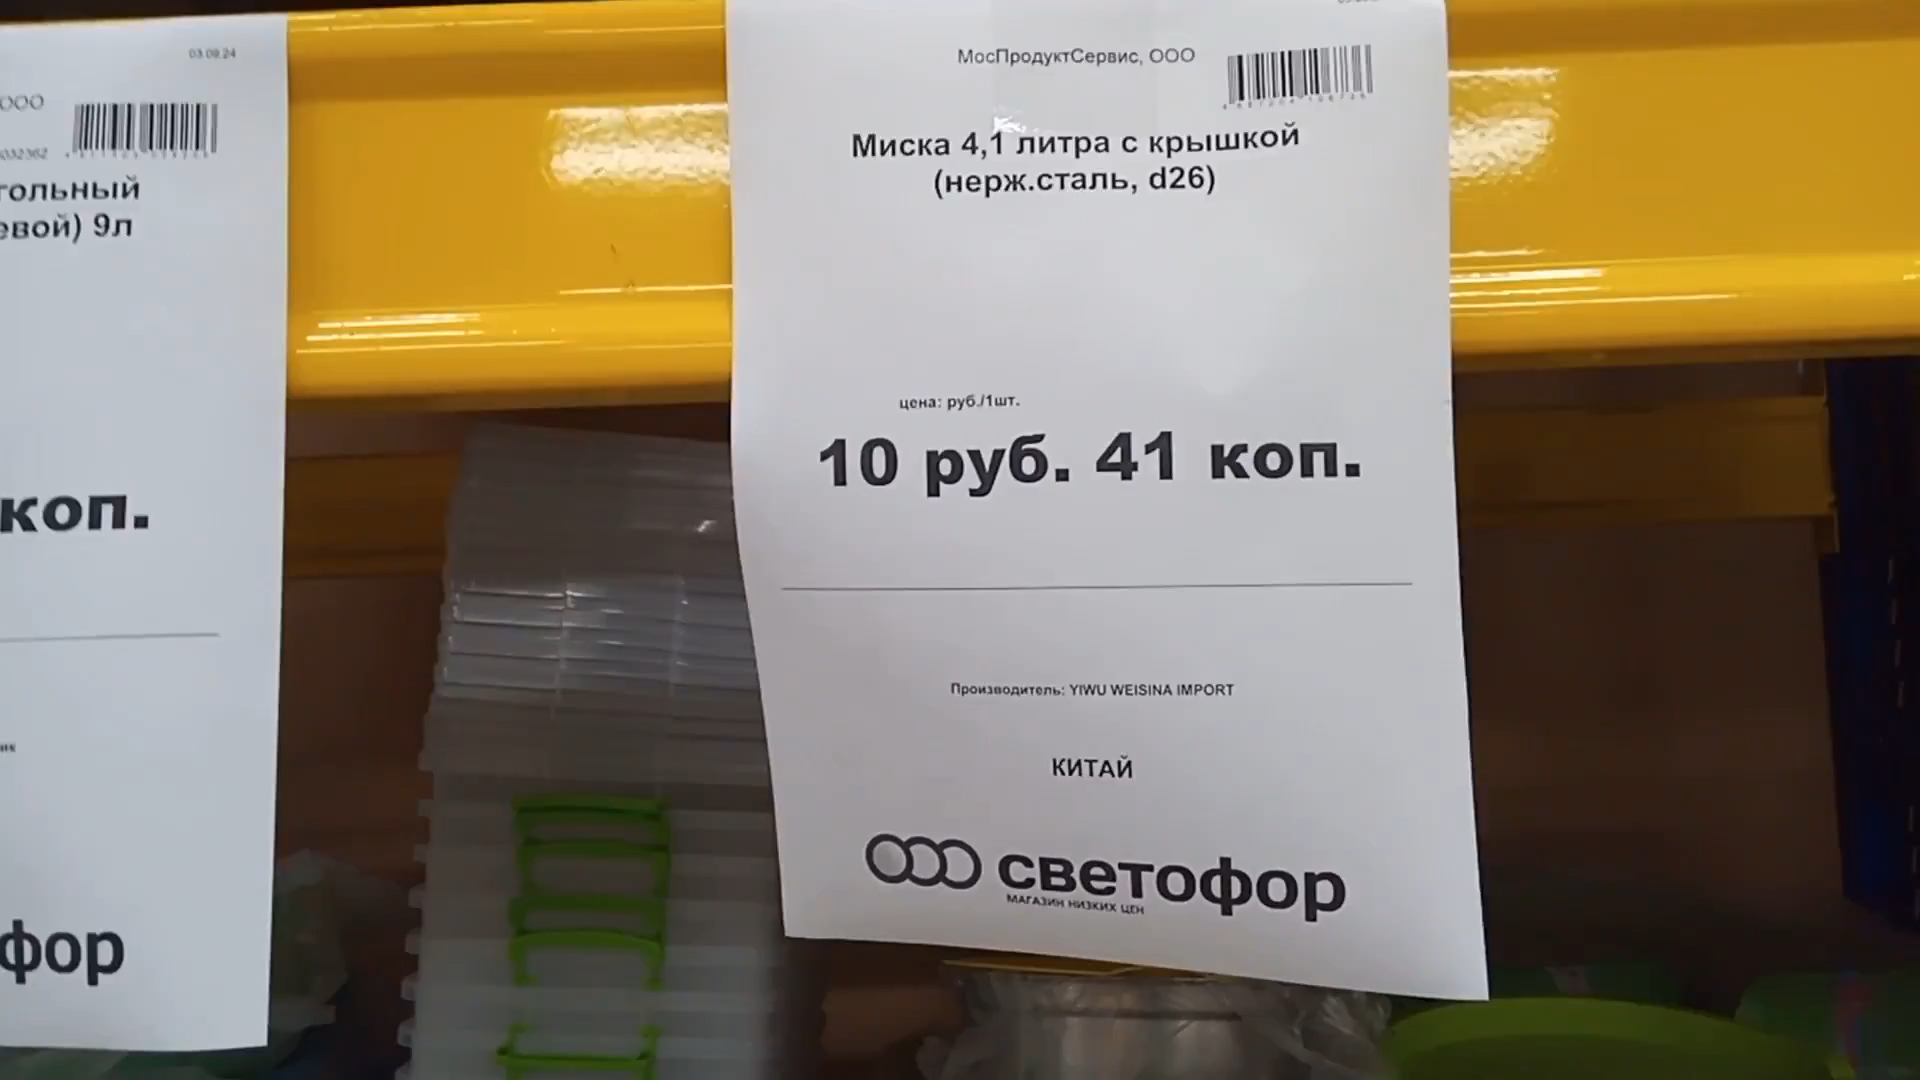 03.09.24
ООО
гольный
евой) 9л
коп.
фор
МосПродуктСервис, ООО
Миска 4,1 литра с крышкой
(нерж.сталь, d26)
цена: руб./1шт.
10 руб. 41 коп.
Производитель: YIWU WEISINA IMPORT
КИТАЙ
светофор
МАГАЗИН НИЗКИХ ЦЕН